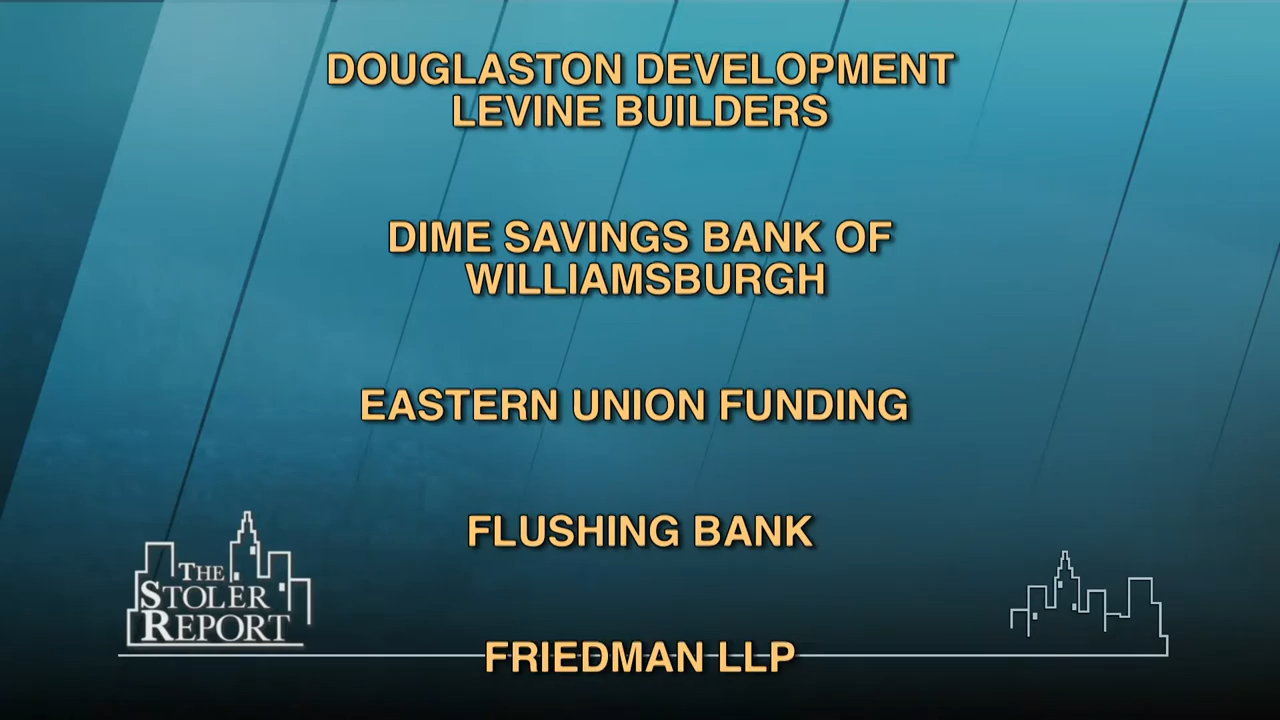 DOUGLASTON DEVELOPMENT
LEVINE BUILDERS
DIME SAVINGS BANK OF
WILLIAMSBURGH
EASTERN UNION FUNDING
FLUSHING BANK
THE
STOLER
REPORT
FRIEDMAN LLP